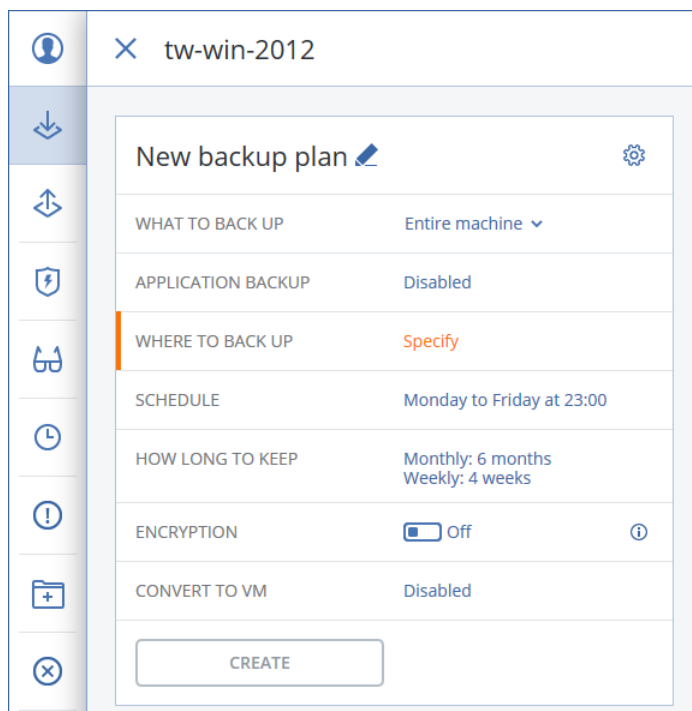 tw-win-2012
New backup plan
WHAT TO BACK UP Entire machine
APPLICATION BACKUP Disabled
WHERE TO BACK UP Specify
SCHEDULE Monday to Friday at 23:00
HOW LONG TO KEEP Monthly: 6 months
Weekly: 4 weeks
ENCRYPTION Off
CONVERT TO VM Disabled
CREATE